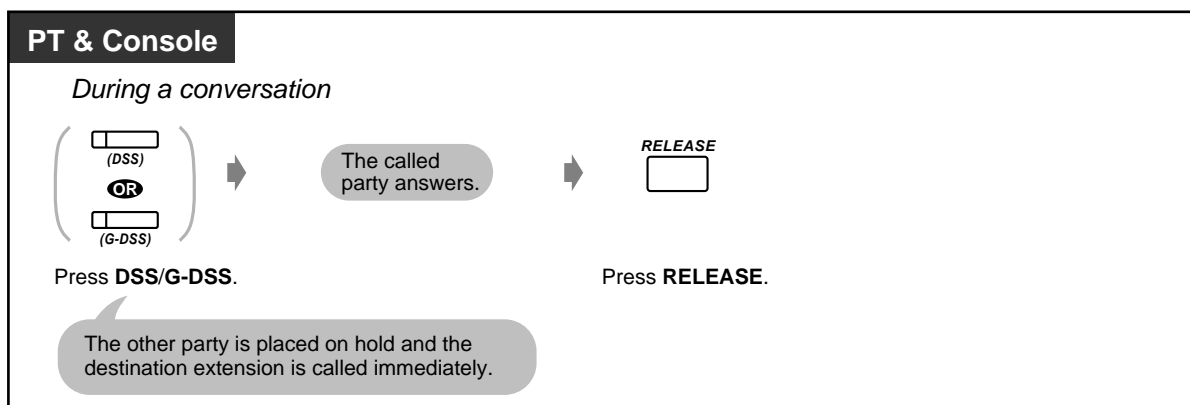 PT & Console
During a conversation
(DSS)
OR
(G-DSS)
The called
party answers.
RELEASE
Press DSS/G-DSS.
Press RELEASE.
The other party is placed on hold and the
destination extension is called immediately.